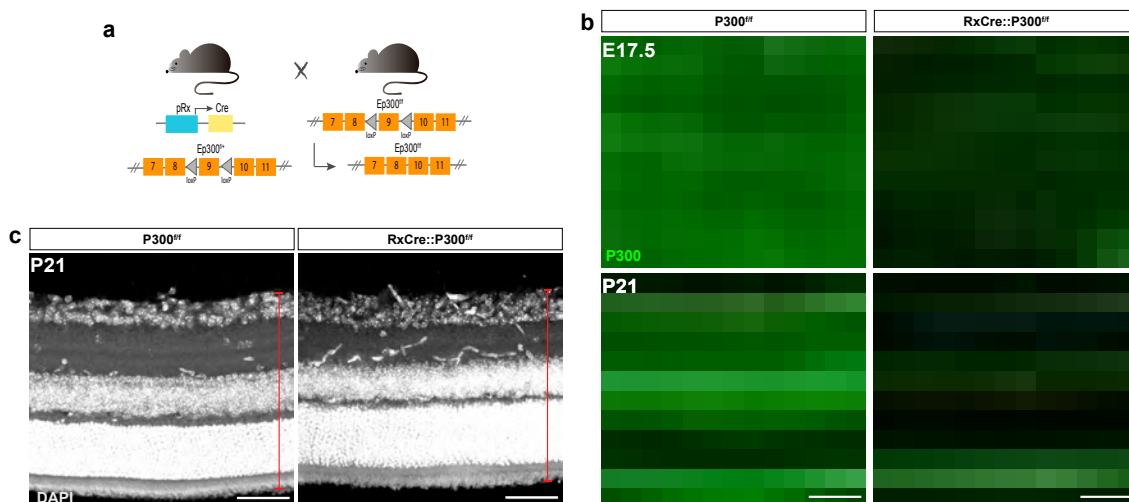 a
pRx
Cre
X
Ep300f/f
7 8 9 10 11
loxP loxP
Ep300f/+
7 8 9 10 11
loxP loxP
Ep300f/f
7 8 10 11
b
P300f/f
RxCre::P300f/f
E17.5
P300
P21
c
P300f/f
RxCre::P300f/f
P21
DAPI